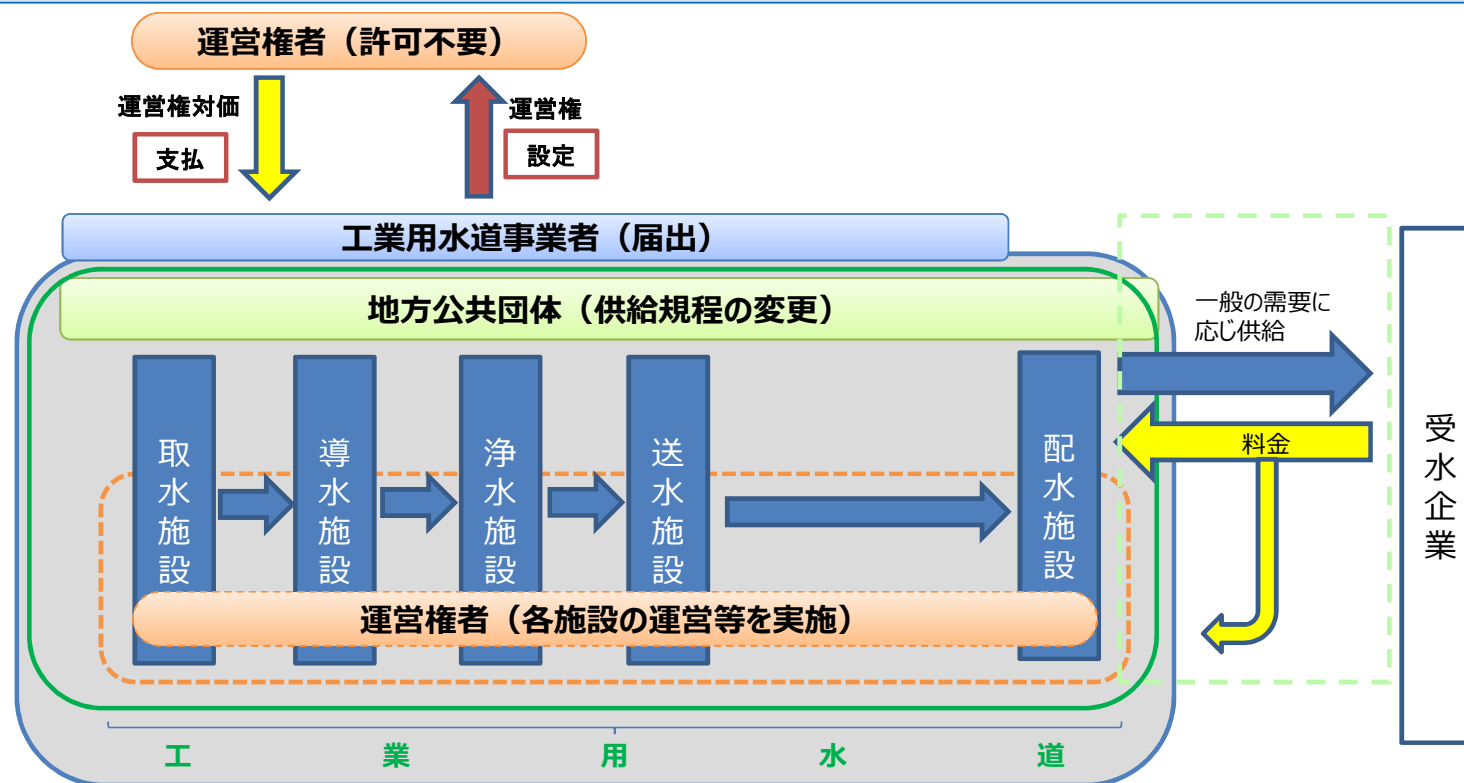 運営権者（許可不要）
運営権対価
支払
運営権
設定
工業用水道事業者（届出）
地方公共団体（供給規程の変更）
一般の需要に
応じ供給
料金
取水施設
導水施設
浄水施設
送水施設
配水施設
受水企業
運営権者（各施設の運営等を実施）
工業用水道